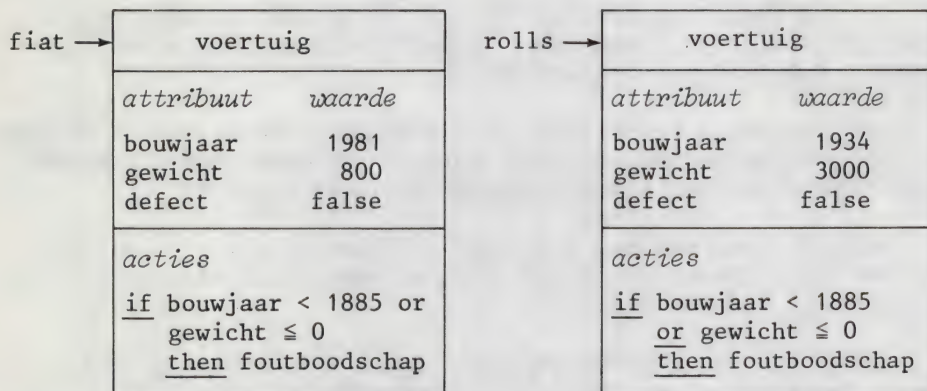 fiat
voertuig
attribuut waarde
bouwjaar 1981
gewicht 800
defect false
acties
if bouwjaar < 1885 or
gewicht ≦ 0
then foutboodschap
rolls
voertuig
attribuut waarde
bouwjaar 1934
gewicht 3000
defect false
acties
if bouwjaar < 1885
or gewicht ≦ 0
then foutboodschap